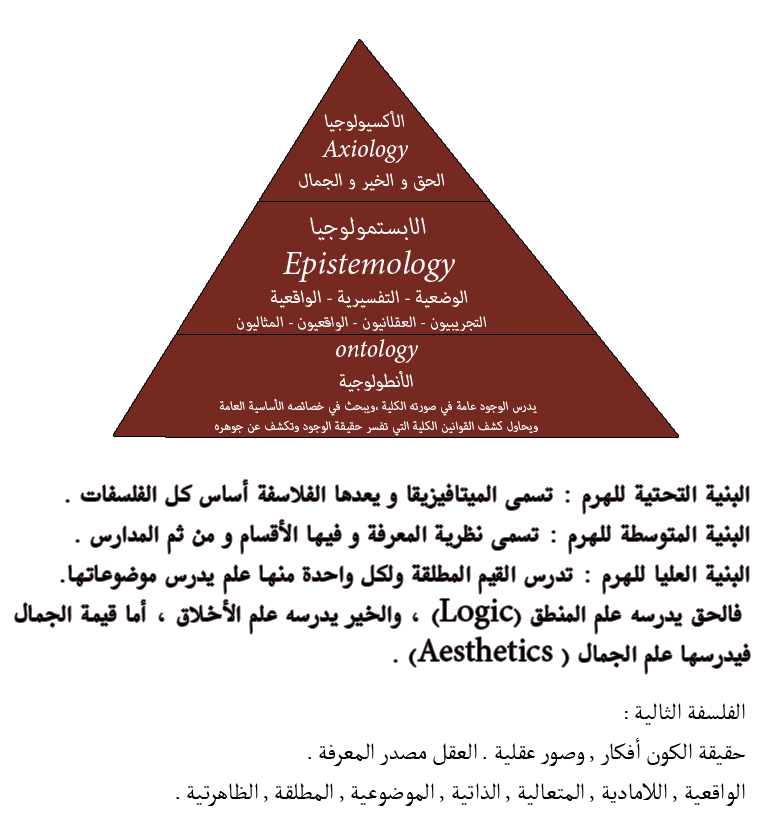 الأكسيولوجيا
Axiology
الحق و الخير و الجمال
الابستمولوجيا
Epistemology
الوضعية - التفسيرية - الواقعية
التجريبيون - العقلانيون - الواقعيون - المثاليون
ontology
الأنطولوجية
يدرس الوجود عامة في صورته الكلية ،ويبحث في خصائصه الأساسية العامة
ويحاول كشف القوانين الكلية التي تفسر حقيقة الوجود وتكشف عن جوهره
البنية التحتية للهرم : تسمى الميتافيزيقا و يعدها الفلاسفة أساس كل الفلسفات .
البنية المتوسطة للهرم : تسمى نظرية المعرفة و فيها الأقسام و من ثم المدارس .
البنية العليا للهرم : تدرس القيم المطلقة ولكل واحدة منها علم يدرس موضوعاتها.
فالحق يدرسه علم المنطق (Logic) ، والخير يدرسه علم الأخلاق ، أما قيمة الجمال
فيدرسها علم الجمال ( Aesthetics) .
الفلسفة الثالية :
حقيقة الكون أفكار , وصور عقلية . العقل مصدر المعرفة .
الواقعية , اللامادية , المتعالية , الذاتية , الموضوعية , المطلقة , الظاهرتية .